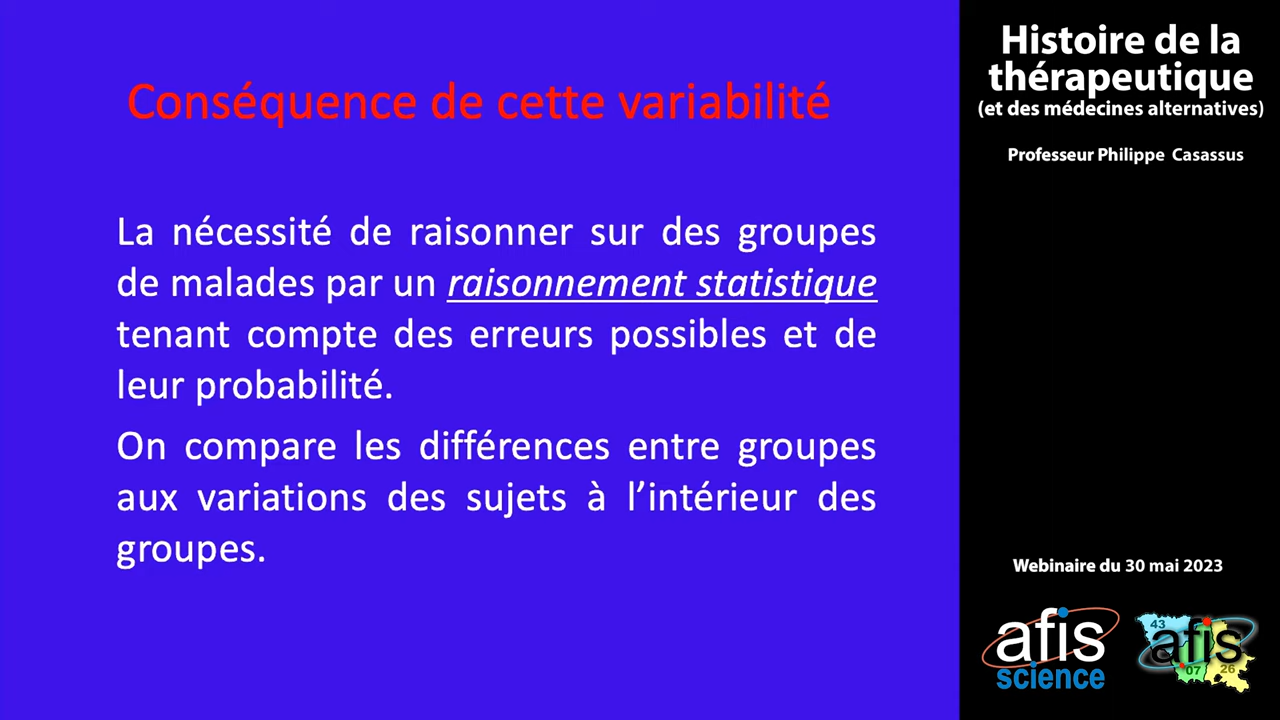 Conséquence de cette variabilité
La nécessité de raisonner sur des groupes
de malades par un raisonnement statistique
tenant compte des erreurs possibles et de
leur probabilité.
On compare les différences entre groupes
aux variations des sujets à l’intérieur des
groupes.
Histoire de la
thérapeutique
(et des médecines alternatives)
Professeur Philippe Casassus
Webinaire du 30 mai 2023
afis
science
43
afis
07
26